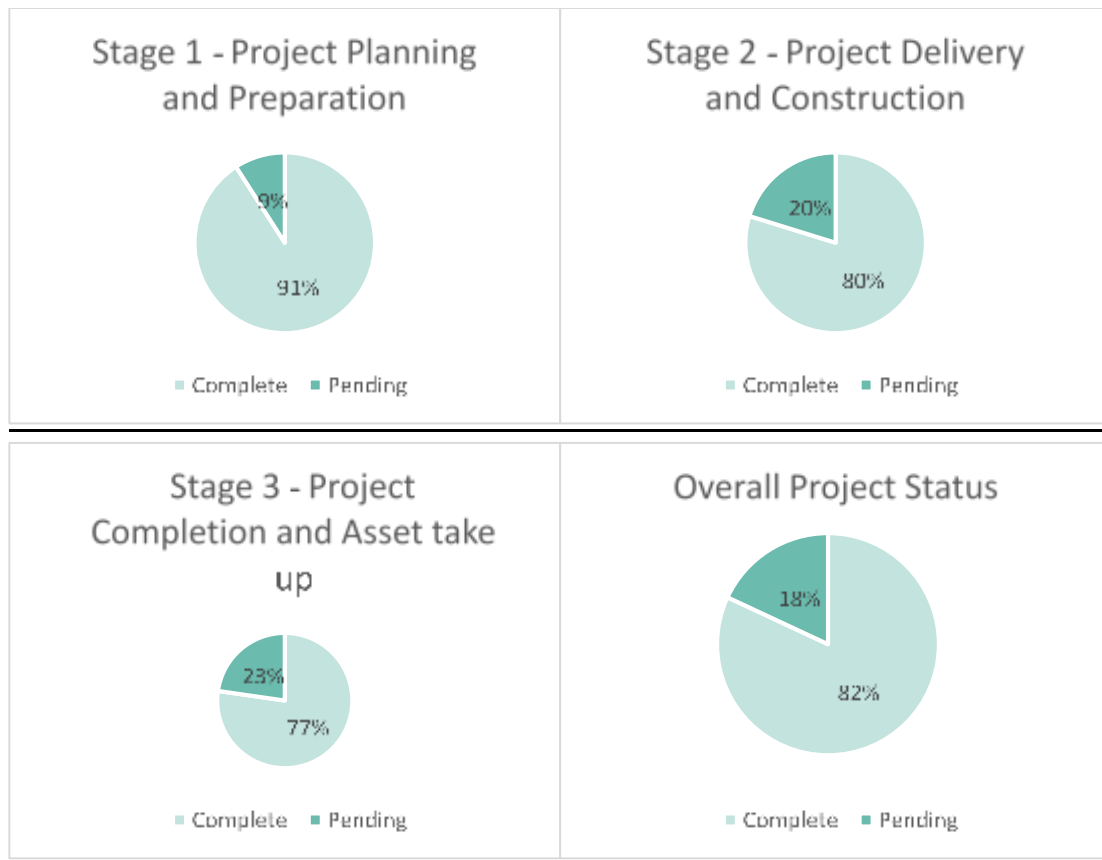 Stage 1 - Project Planning
and Preparation
9%
91%
Complete Pending
Stage 2 - Project Delivery
and Construction
20%
80%
Complete Pending
Stage 3 - Project
Completion and Asset take
up
23%
77%
Complete Pending
Overall Project Status
18%
82%
Complete Pending